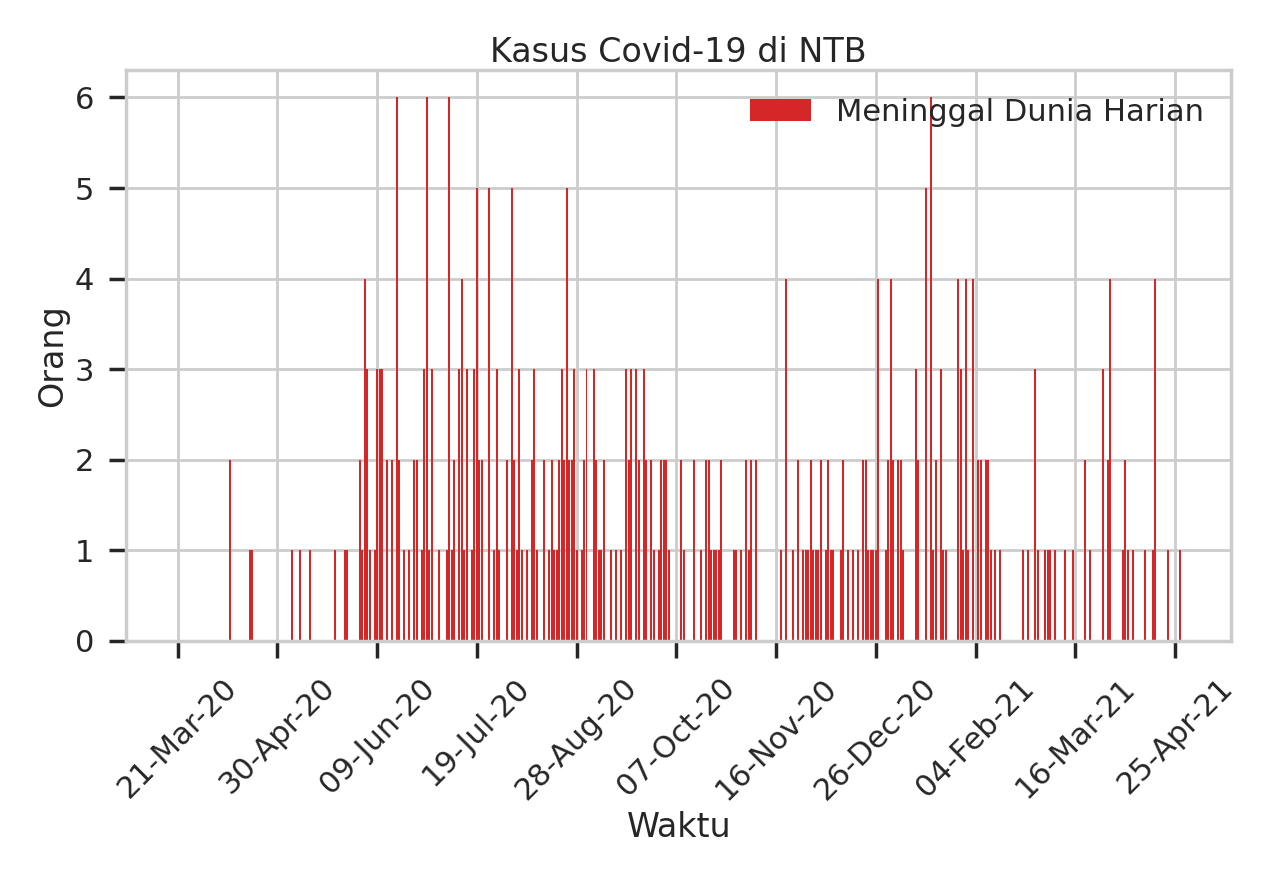 Kasus Covid-19 di NTB
Meninggal Dunia Harian
6
5
4
3
2
1
0
Orang
21-Mar-20
30-Apr-20
09-Jun-20
19-Jul-20
28-Aug-20
07-Oct-20
16-Nov-20
26-Dec-20
04-Feb-21
16-Mar-21
25-Apr-21
Waktu